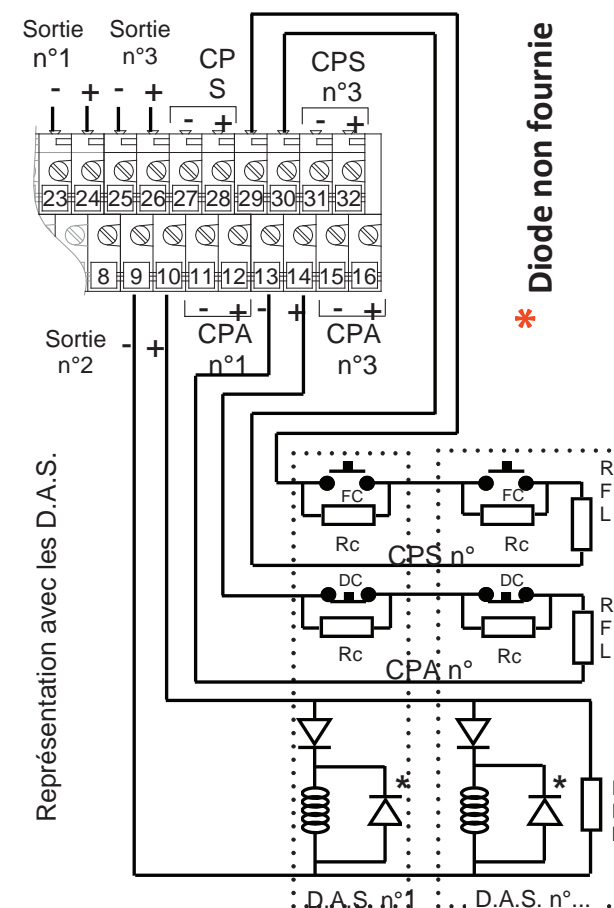 Sortie n°1
Sortie n°3
CP S
CPS n°3
- + - + - + - +
23 24 25 26 27 28 29 30 31 32
8 9 10 11 12 13 14 15 16
Sortie n°2
- +
- + - + - +
CPA n°1
CPA n°3
* Diode non fournie
Représentation avec les D.A.S.
FC
FC
R F L
Rc
Rc
CPS n°
DC
DC
R F L
Rc
Rc
CPA n°
*
*
D.A.S. n°1
D.A.S. n°...